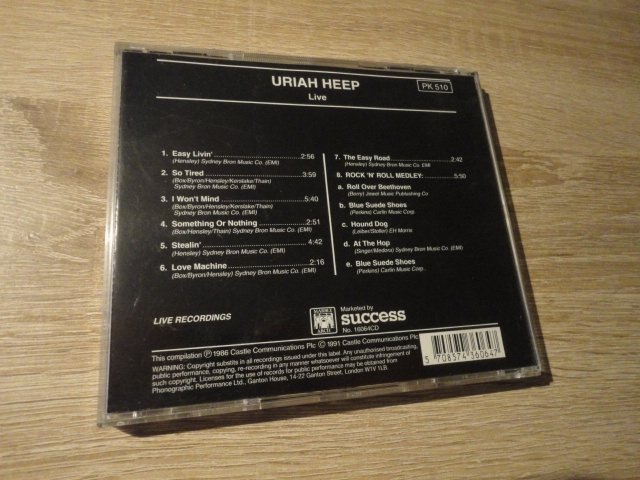 URIAH HEEP
Live
PK 510
1. Easy Livin' 2:56
(Hensley) Sydney Bron Music Co. (EMI)
2. So Tired 3:59
(Box/Byron/Hensley/Kerslake/Thain)
Sydney Bron Music Co. (EMI)
3. I Won't Mind 5:40
(Box/Byron/Hensley/Kerslake/Thain)
Sydney Bron Music Co. (EMI)
4. Something Or Nothing 2:51
(Box/Hensley/Thain) Sydney Bron Music Co. (EMI)
5. Stealin' 4:42
(Hensley) Sydney Bron Music Co. (EMI)
6. Love Machine 2:16
(Box/Byron/Hensley) Sydney Bron Music Co. (EMI)
7. The Easy Road 2:42
(Hensley) Sydney Bron Music Co. EMI
8. ROCK 'N' ROLL MEDLEY: 5:50
a. Roll Over Beethoven
(Berry) Jewel Music Publishing Co
b. Blue Suede Shoes
(Perkins) Carlin Music Corp.
c. Hound Dog
(Leiber/Stoller) EH Morris
d. At The Hop
(Singer/Medora) Sydney Bron Music Co. (EMI)
e. Blue Suede Shoes
(Perkins) Carlin Music Corp.
LIVE RECORDINGS
Marketed by
success
No. 16064CD
This compilation ℗ 1986 Castle Communications Plc © 1991 Castle Communications Plc
WARNING: Copyright subsists in all recordings issued under this label. Any unauthorised broadcasting,
public performance, copying, re-recording in any manner whatsoever will constitute infringement of
such copyright. Licenses for the use of records for public performance may be obtained from
Phonographic Performance Ltd., Ganton House, 14-22 Ganton Street, London W1V 1LB.
5 708574 360647